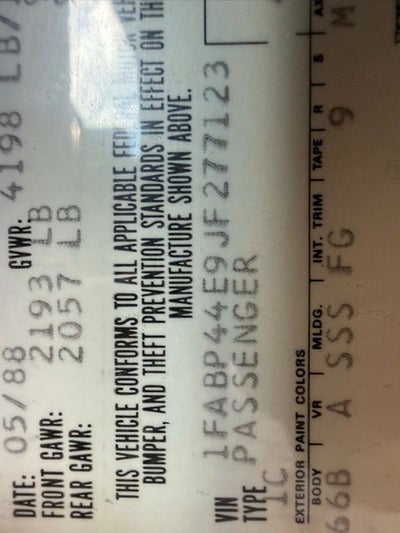 DATE: 05/88 GVWR: 4198 LB/
FRONT GAWR: 2193 LB
REAR GAWR: 2057 LB
THIS VEHICLE CONFORMS TO ALL APPLICABLE
BUMPER, AND THEFT PREVENTION STANDARDS IN EFFECT ON
MANUFACTURE SHOWN ABOVE.
VIN 1FABP44E9JF277123
TYPE PASSENGER
1C
EXTERIOR PAINT COLORS
BODY VR MLDG. INT. TRIM TAPE R S AX
66B A SSS FG 9 M